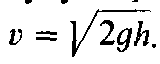 v = √2gh.